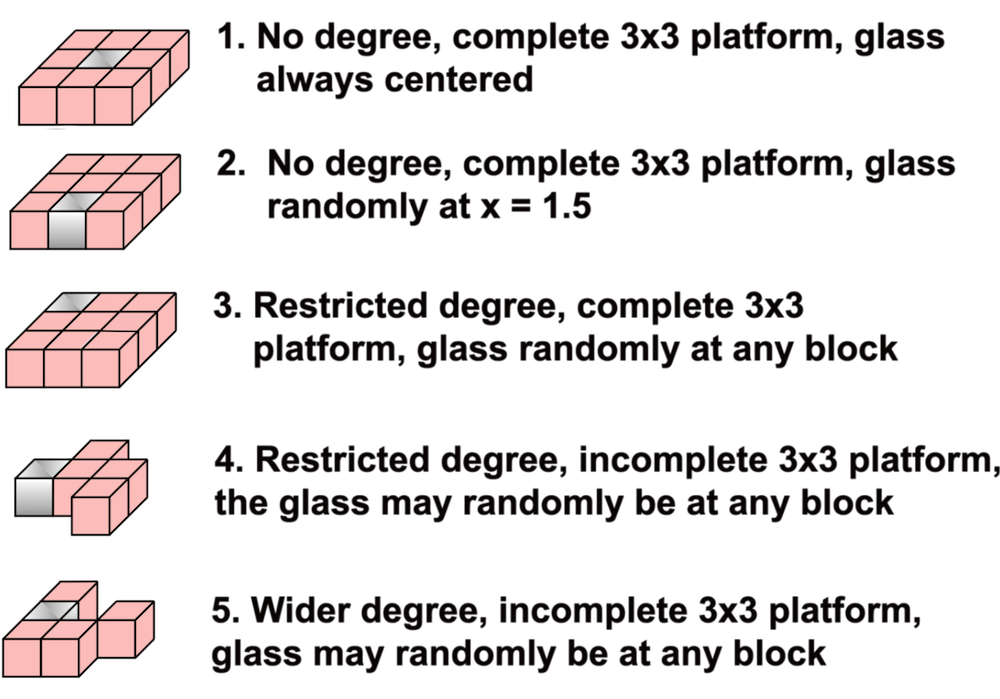 1. No degree, complete 3x3 platform, glass
always centered
2. No degree, complete 3x3 platform, glass
randomly at x = 1.5
3. Restricted degree, complete 3x3
platform, glass randomly at any block
4. Restricted degree, incomplete 3x3 platform,
the glass may randomly be at any block
5. Wider degree, incomplete 3x3 platform,
glass may randomly be at any block